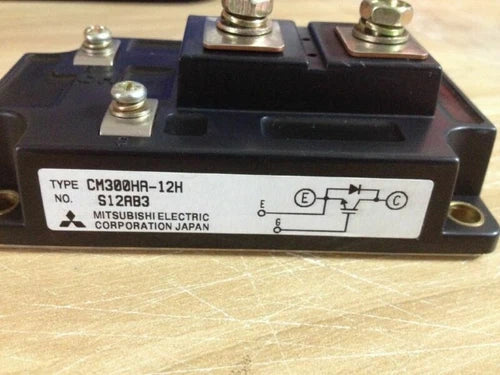 TYPE CM300HA-12H
NO. S12AB3
MITSUBISHI ELECTRIC
CORPORATION JAPAN
E E C
G